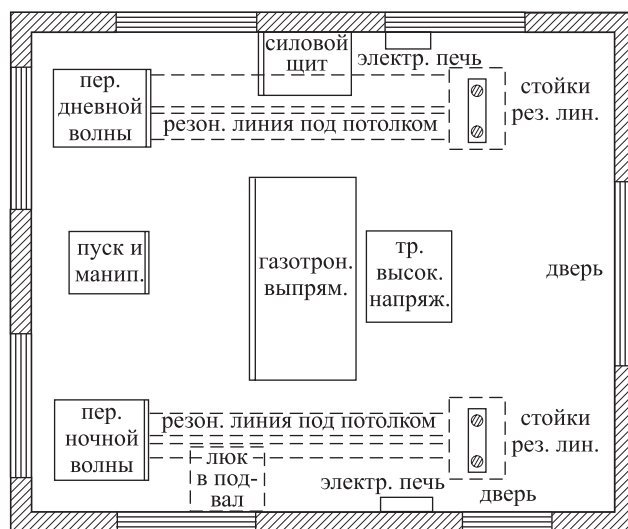 силовой
щит
электр. печь
пер.
дневной
волны
резон. линия под потолком
стойки
рез. лин.
пуск и
манип.
газотрон.
выпрям.
тр.
высок.
напряж.
дверь
пер.
ночной
волны
резон. линия под потолком
стойки
рез. лин.
люк
в под-
вал
электр. печь
дверь